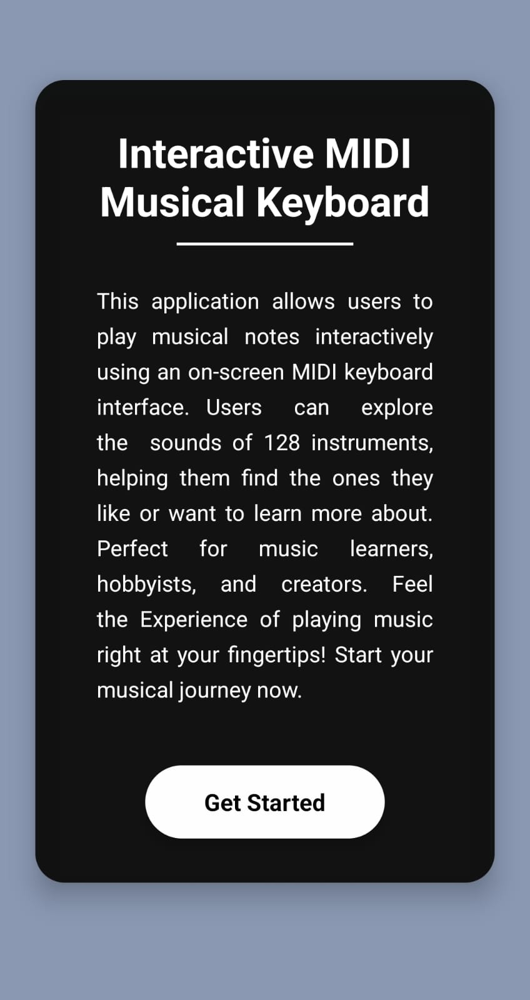 Interactive MIDI
Musical Keyboard
This application allows users to
play musical notes interactively
using an on-screen MIDI keyboard
interface. Users can explore
the sounds of 128 instruments,
helping them find the ones they
like or want to learn more about.
Perfect for music learners,
hobbyists, and creators. Feel
the Experience of playing music
right at your fingertips! Start your
musical journey now.
Get Started